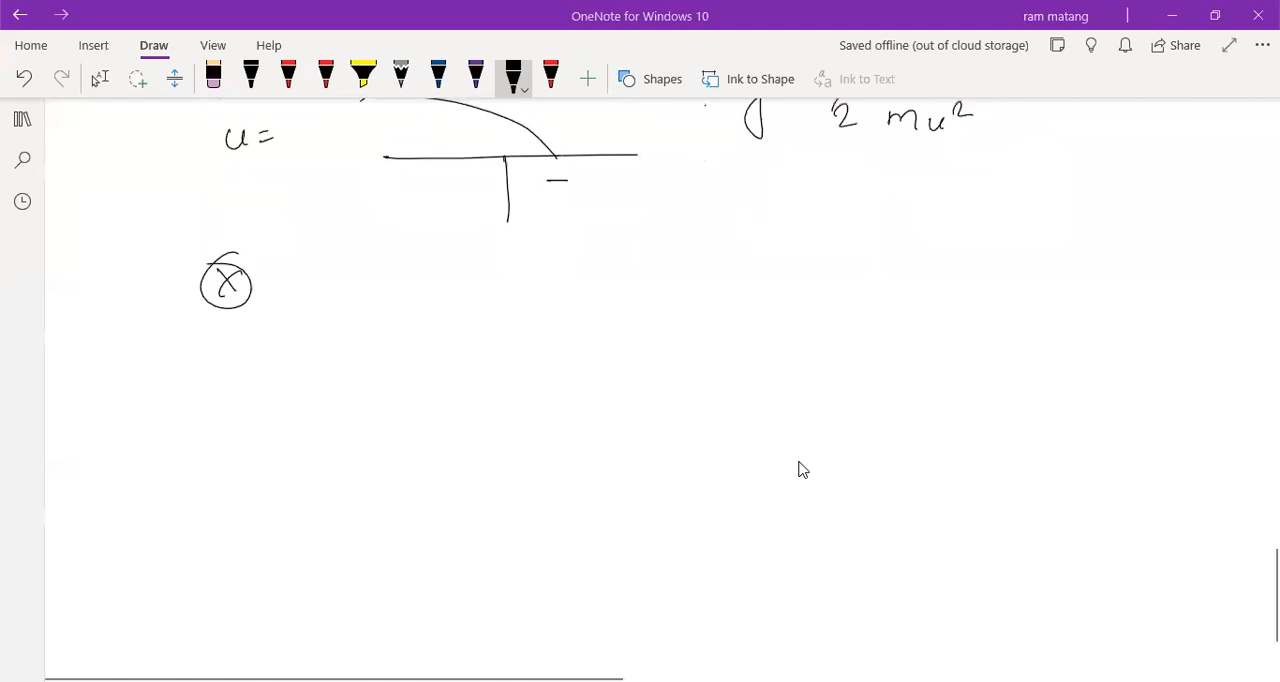 OneNote for Windows 10
ram matang
Home Insert Draw View Help
Saved offline (out of cloud storage)
Share
Shapes
Ink to Shape
Ink to Text
u =
2 mu²
X